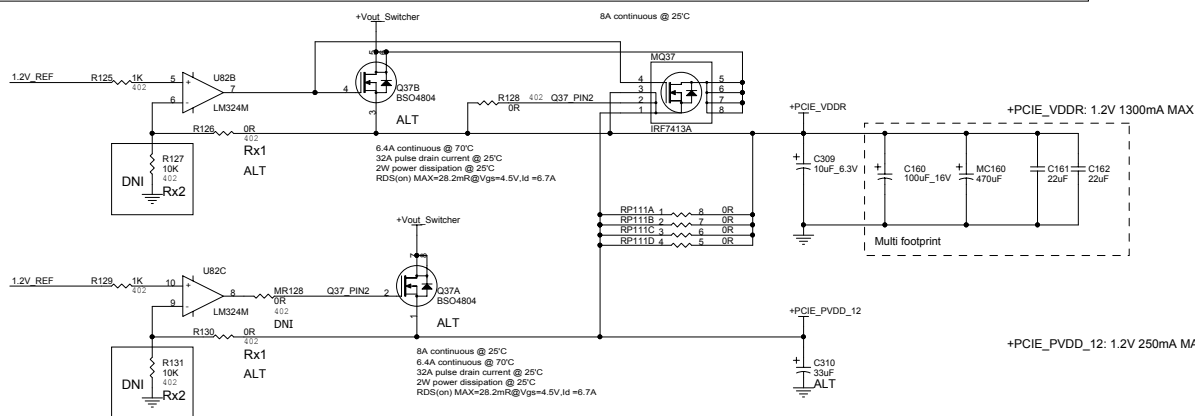 +Vout_Switcher
8A continuous @ 25'C
MQ37
1.2V_REF
R125
1K
402
5
6
+
-
U82B
7
LM324M
4
5
6
3
Q37B
BSO4804
ALT
R128
402
0R
Q37_PIN2
4
3
2
1
5
6
7
8
IRF7413A
+PCIE_VDDR
+PCIE_VDDR: 1.2V 1300mA MAX
R126
0R
402
Rx1
ALT
6.4A continuous @ 70'C
32A pulse drain current @ 25'C
2W power dissipation @ 25'C
RDS(on) MAX=28.2mR@Vgs=4.5V,Id =6.7A
R127
10K
402
DNI
Rx2
+
C309
10uF_6.3V
+
C160
100uF_16V
+
MC160
470uF
C161
22uF
C162
22uF
Multi footprint
RP111A 1 8 0R
RP111B 2 7 0R
RP111C 3 6 0R
RP111D 4 5 0R
+Vout_Switcher
1.2V_REF
R129
1K
402
10
9
+
-
U82C
8
LM324M
MR128
0R
402
DNI
Q37_PIN2
2
7
8
1
Q37A
BSO4804
ALT
R130
0R
402
Rx1
ALT
8A continuous @ 25'C
6.4A continuous @ 70'C
32A pulse drain current @ 25'C
2W power dissipation @ 25'C
RDS(on) MAX=28.2mR@Vgs=4.5V,Id =6.7A
R131
10K
402
DNI
Rx2
+PCIE_PVDD_12
+PCIE_PVDD_12: 1.2V 250mA MA
+
C310
33uF
ALT